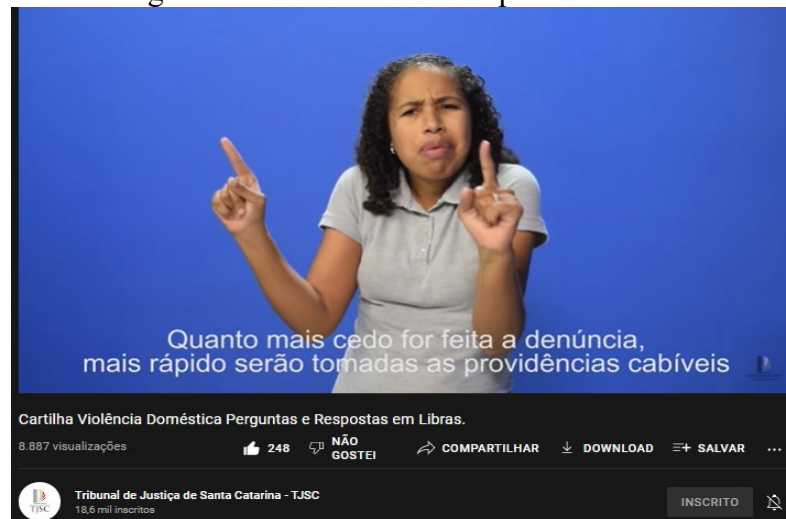 Quanto mais cedo for feita a denúncia,
mais rápido serão tomadas as providências cabíveis
Cartilha Violência Doméstica Perguntas e Respostas em Libras.
8.887 visualizações
248
NÃO
GOSTEI
COMPARTILHAR
DOWNLOAD
SALVAR
...
TJSC
Tribunal de Justiça de Santa Catarina - TJSC
18,6 mil inscritos
INSCRITO